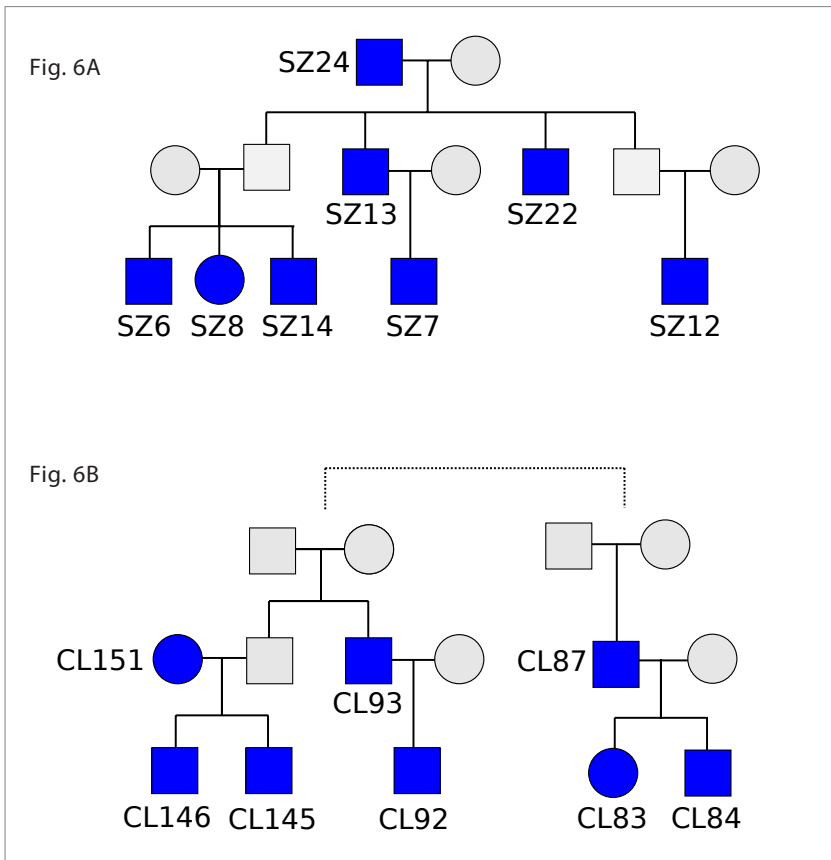 Fig. 6A
SZ24
SZ13
SZ22
SZ6 SZ8 SZ14 SZ7 SZ12
Fig. 6B
CL151
CL87
CL93
CL146 CL145 CL92 CL83 CL84